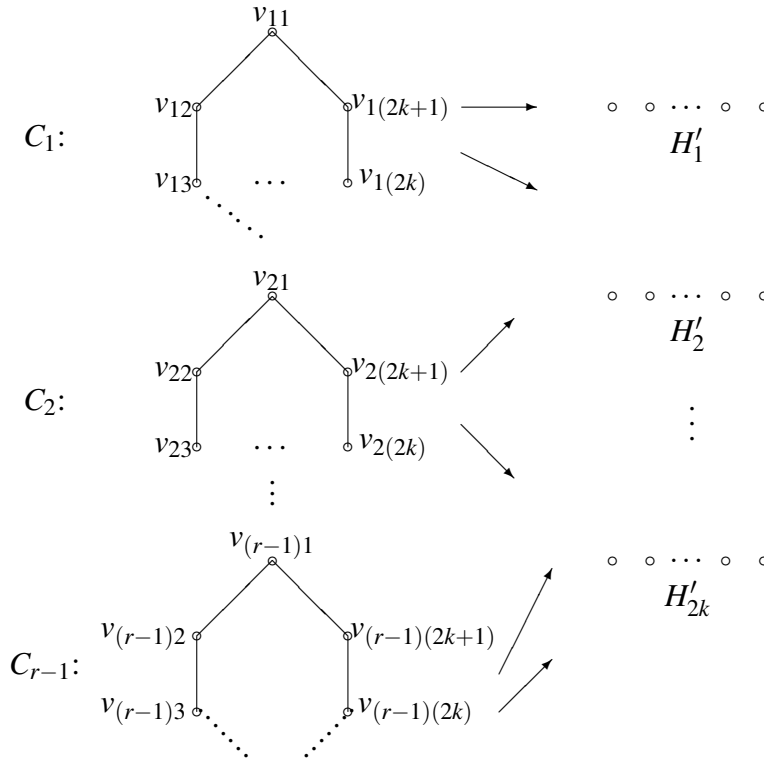 v₁₁
v₁₂ v₁₍₂ₖ₊₁₎
C₁: H′₁
v₁₃ ⋯ v₁₍₂ₖ₎
v₂₁
H′₂
v₂₂ v₂₍₂ₖ₊₁₎
C₂: ⋮
v₂₃ ⋯ v₂₍₂ₖ₎
⋮
v₍ᵣ₋₁₎₁
H′₂ₖ
v₍ᵣ₋₁₎₂ v₍ᵣ₋₁₎₍₂ₖ₊₁₎
Cᵣ₋₁:
v₍ᵣ₋₁₎₃ v₍ᵣ₋₁₎₍₂ₖ₎